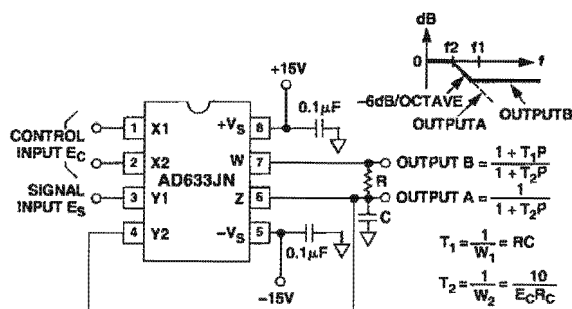 dB
f2 f1
0
f
–6dB/OCTAVE
OUTPUTA
OUTPUTB
+15V
0.1µF
CONTROL
INPUT EC
SIGNAL
INPUT ES
1 X1
2 X2
3 Y1
4 Y2
AD633JN
+VS 8
W 7
Z 6
–VS 5
0.1µF
–15V
R
C
OUTPUT B = 1 + T1P / 1 + T2P
OUTPUT A = 1 / 1 + T2P
T1 = 1 / W1 = RC
T2 = 1 / W2 = 10 / ECRC